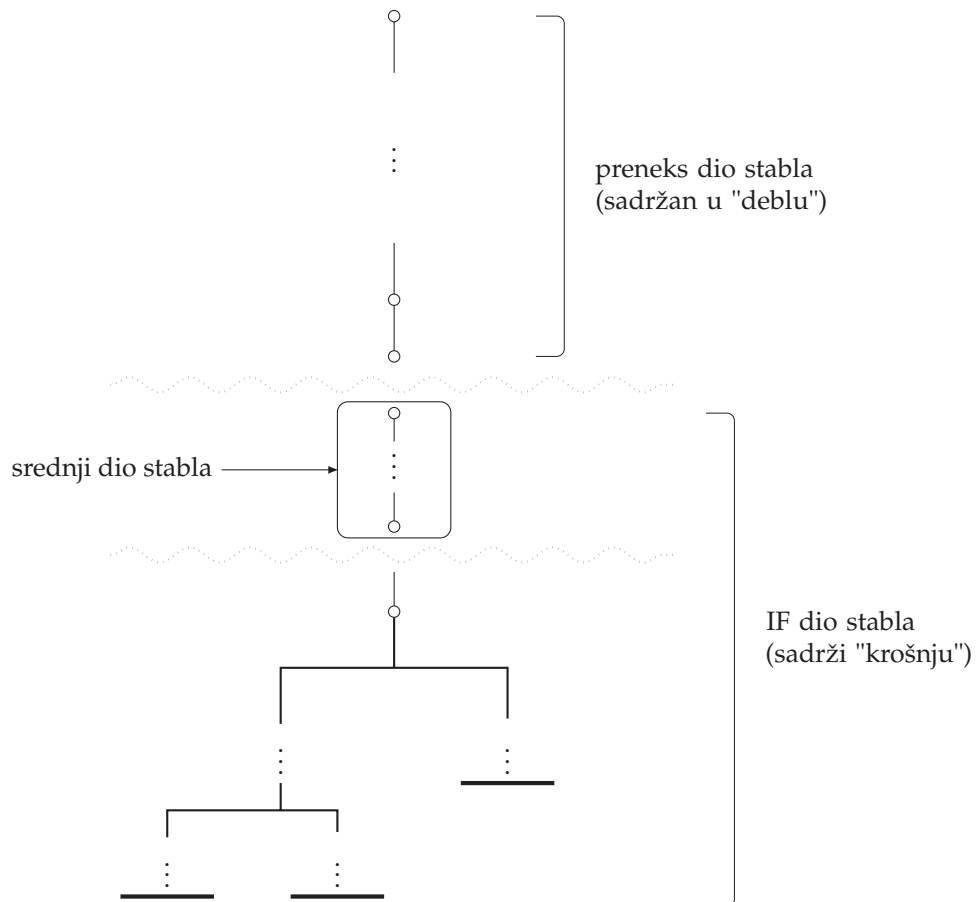 preneks dio stabla
(sadržan u "deblu")
srednji dio stabla
IF dio stabla
(sadrži "krošnju")